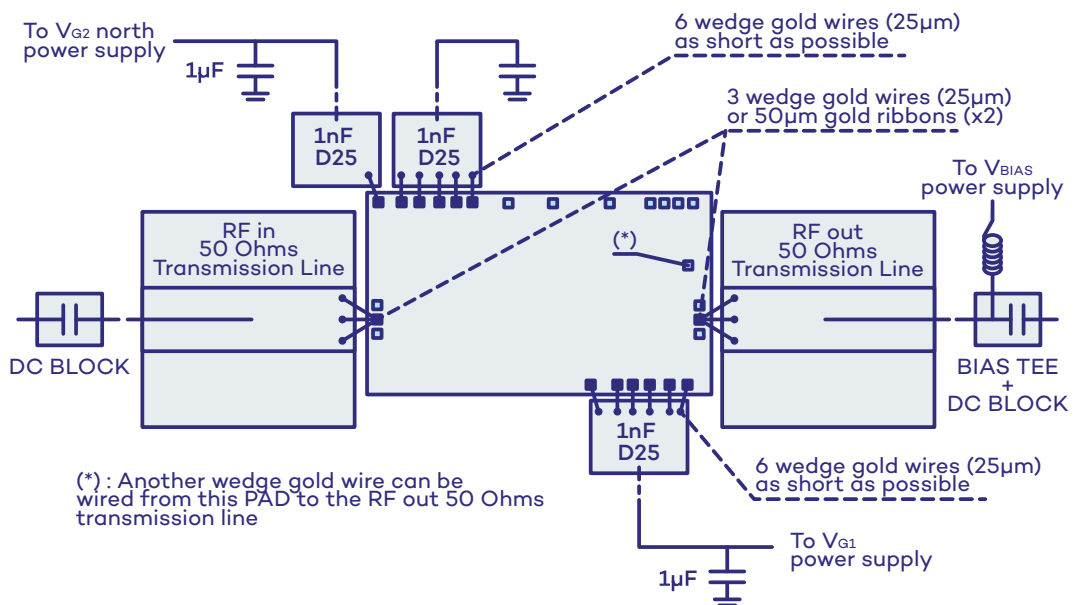 To VG2 north
power supply
1µF
6 wedge gold wires (25µm)
as short as possible
3 wedge gold wires (25µm)
or 50µm gold ribbons (x2)
1nF
D25
1nF
D25
To VBIAS
power supply
RF in
50 Ohms
Transmission Line
(*)
RF out
50 Ohms
Transmission Line
DC BLOCK
BIAS TEE
+
DC BLOCK
1nF
D25
6 wedge gold wires (25µm)
as short as possible
(*) : Another wedge gold wire can be
wired from this PAD to the RF out 50 Ohms
transmission line
To VG1
power supply
1µF